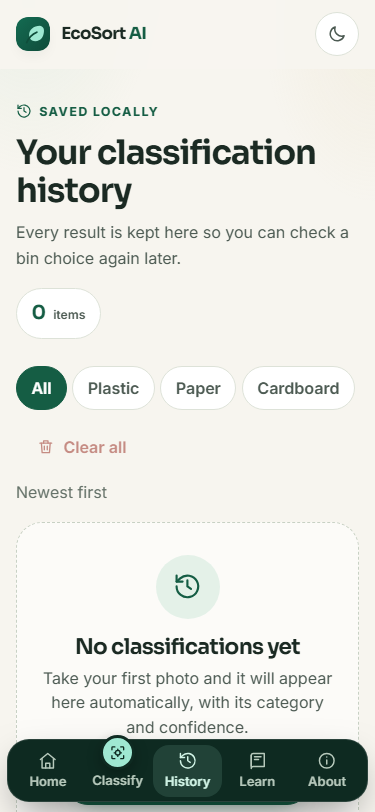 EcoSort AI
SAVED LOCALLY
Your classification
history
Every result is kept here so you can check a
bin choice again later.
0 items
All Plastic Paper Cardboard
Clear all
Newest first
No classifications yet
Take your first photo and it will appear
here automatically, with its category
and confidence.
Home Classify History Learn About